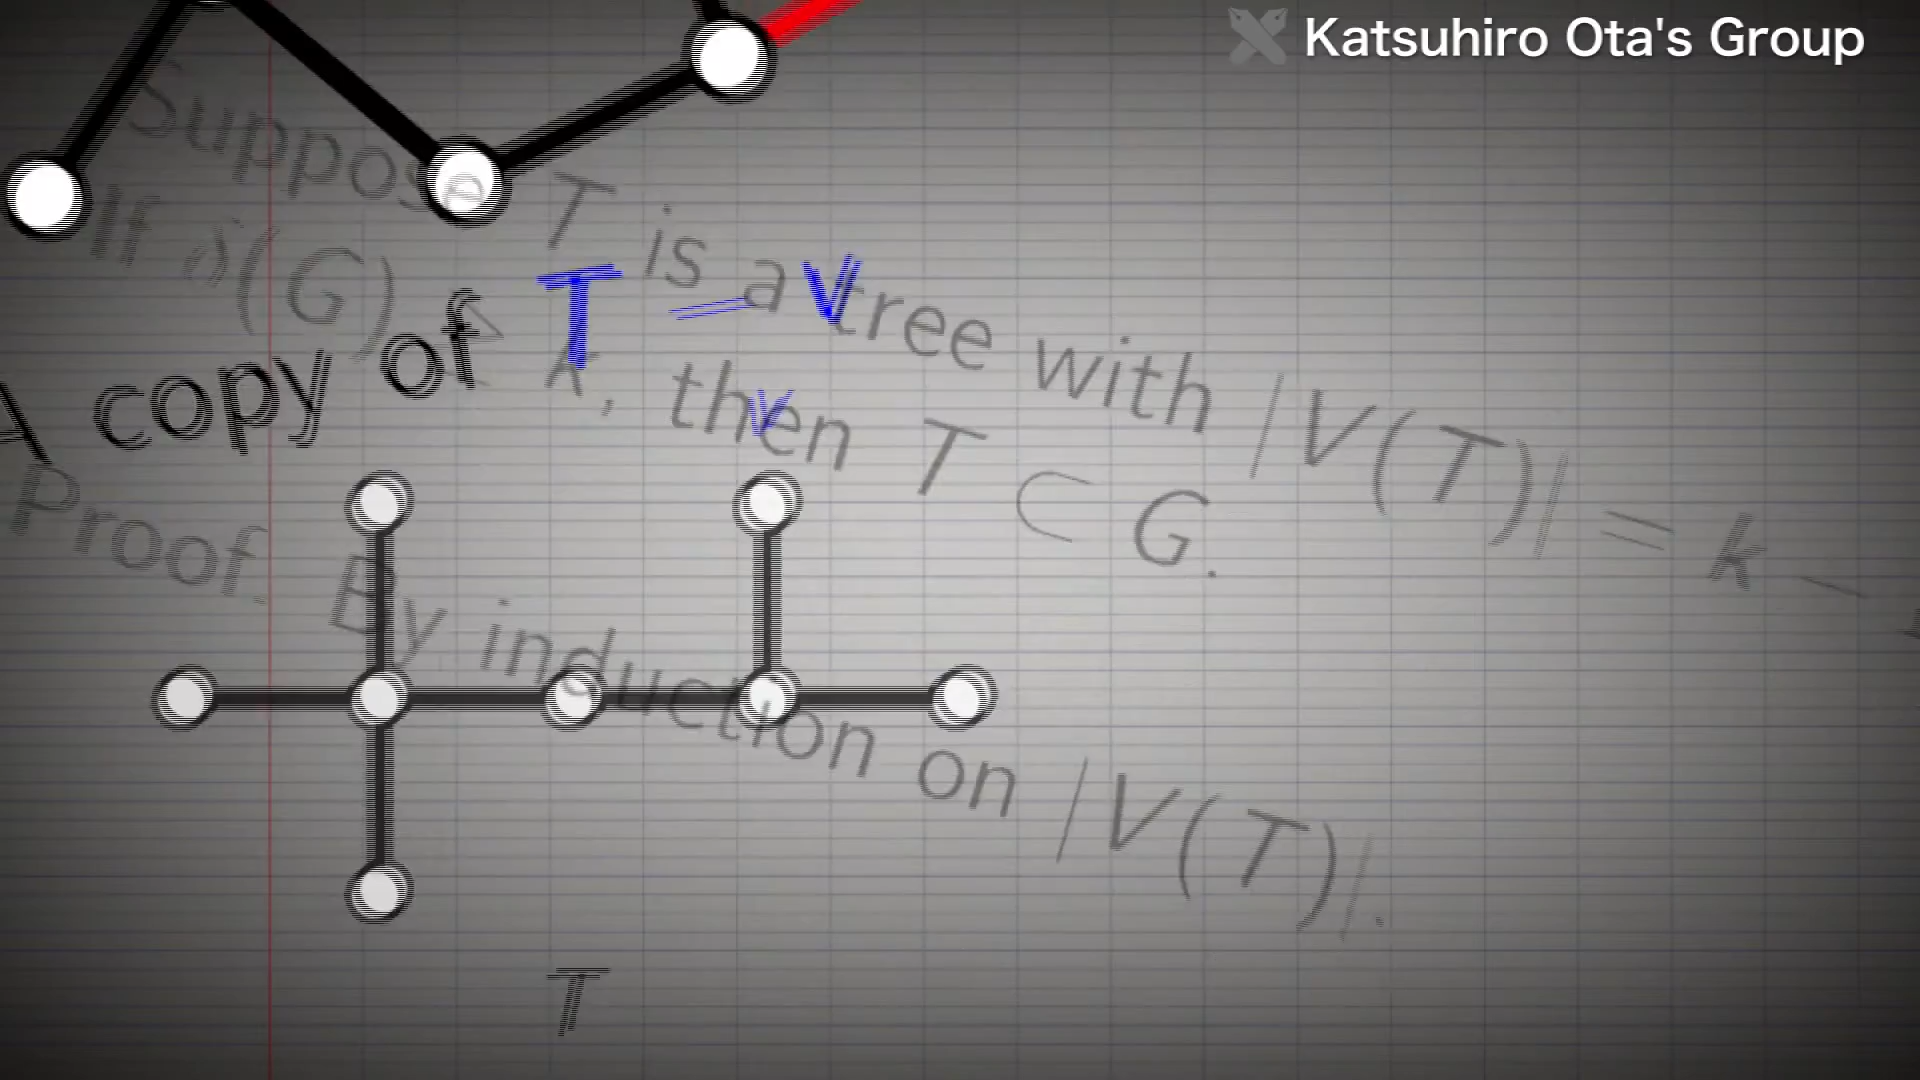 Katsuhiro Ota's Group
Suppose T is a tree with |V(T)| = k –
If δ(G) k, then T ⊂ G.
A copy of T – V
v
Proof. By induction on |V(T)|.
T